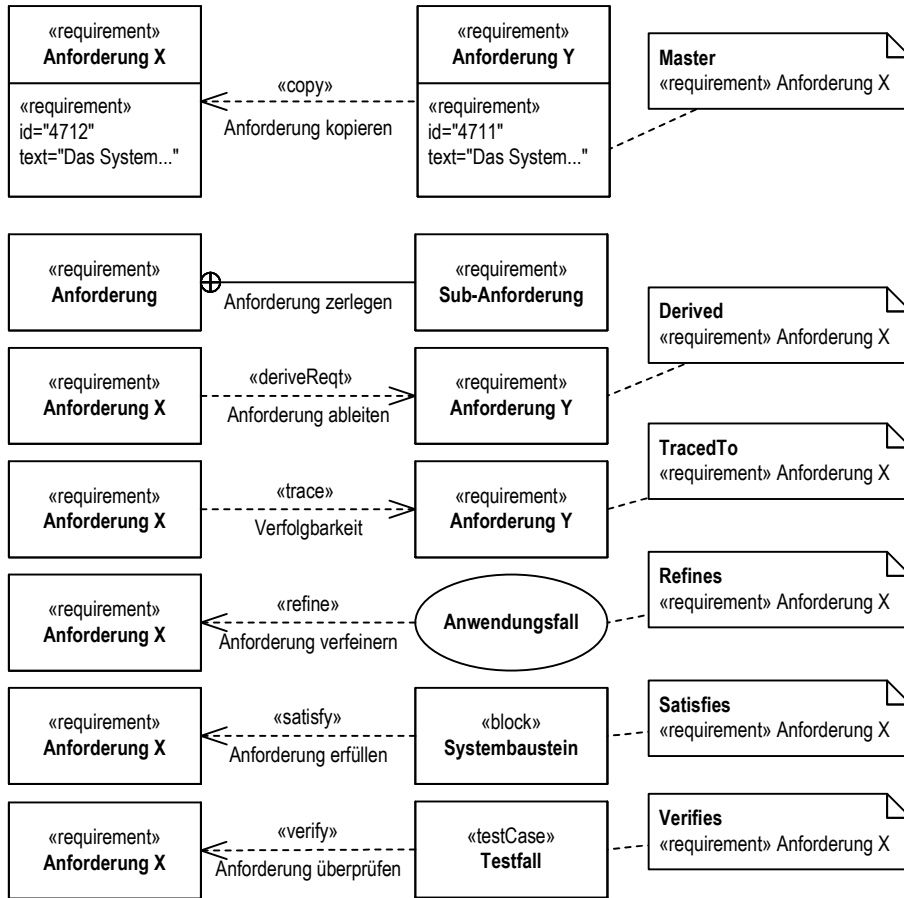 «requirement»
Anforderung X
«requirement»
id="4712"
text="Das System..."
«copy»
Anforderung kopieren
«requirement»
Anforderung Y
«requirement»
id="4711"
text="Das System..."
Master
«requirement» Anforderung X
«requirement»
Anforderung
Anforderung zerlegen
«requirement»
Sub-Anforderung
Derived
«requirement» Anforderung X
«requirement»
Anforderung X
«deriveReqt»
Anforderung ableiten
«requirement»
Anforderung Y
TracedTo
«requirement» Anforderung X
«requirement»
Anforderung X
«trace»
Verfolgbarkeit
«requirement»
Anforderung Y
Refines
«requirement» Anforderung X
«requirement»
Anforderung X
«refine»
Anforderung verfeinern
Anwendungsfall
«requirement»
Anforderung X
«satisfy»
Anforderung erfüllen
«block»
Systembaustein
Satisfies
«requirement» Anforderung X
«requirement»
Anforderung X
«verify»
Anforderung überprüfen
«testCase»
Testfall
Verifies
«requirement» Anforderung X